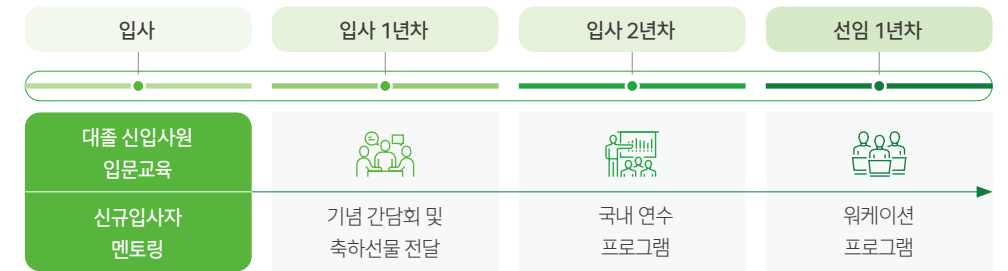 입사
입사 1년차
입사 2년차
선임 1년차
대졸 신입사원
입문교육
신규입사자
멘토링
기념 간담회 및
축하선물 전달
국내 연수
프로그램
워케이션
프로그램